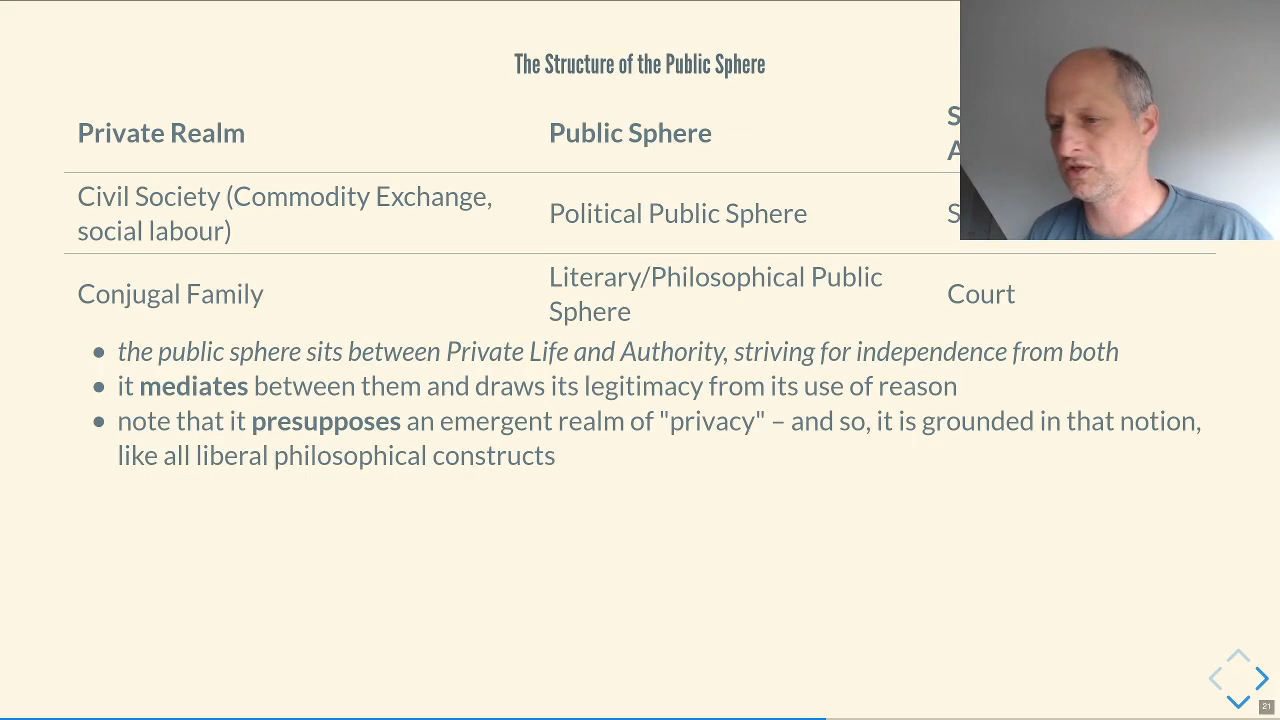 The Structure of the Public Sphere
Private Realm
Public Sphere
Civil Society (Commodity Exchange,
social labour)
Political Public Sphere
Conjugal Family
Literary/Philosophical Public
Sphere
Court
the public sphere sits between Private Life and Authority, striving for independence from both
it mediates between them and draws its legitimacy from its use of reason
note that it presupposes an emergent realm of "privacy" – and so, it is grounded in that notion,
like all liberal philosophical constructs
21